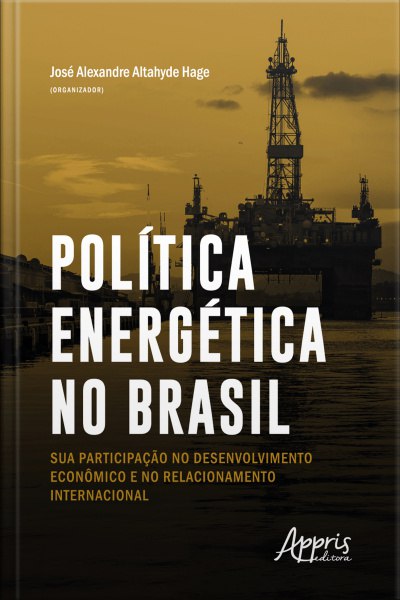 José Alexandre Altahyde Hage
(ORGANIZADOR)
POLÍTICA
ENERGÉTICA
NO BRASIL
SUA PARTICIPAÇÃO NO DESENVOLVIMENTO
ECONÔMICO E NO RELACIONAMENTO
INTERNACIONAL
Appris
editora